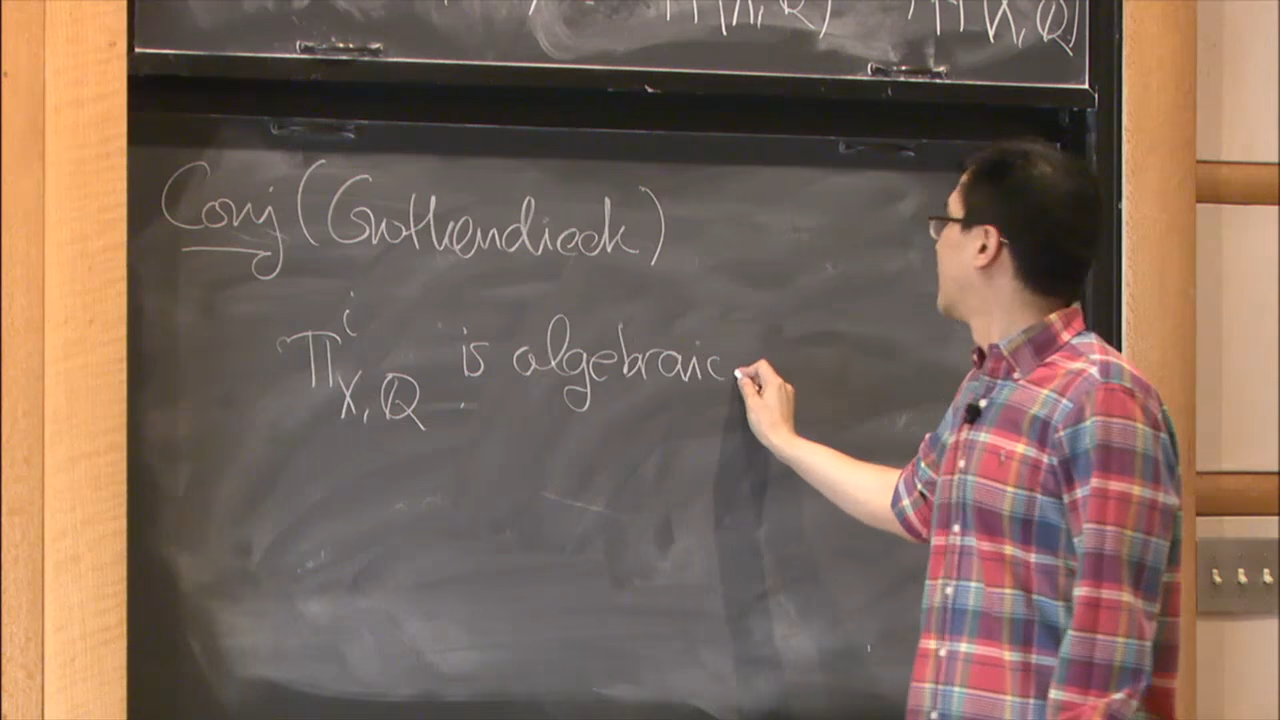 H(X, Q) H(X, Q)
Conj (Grothendieck)
π^i_{X, Q} is algebraic